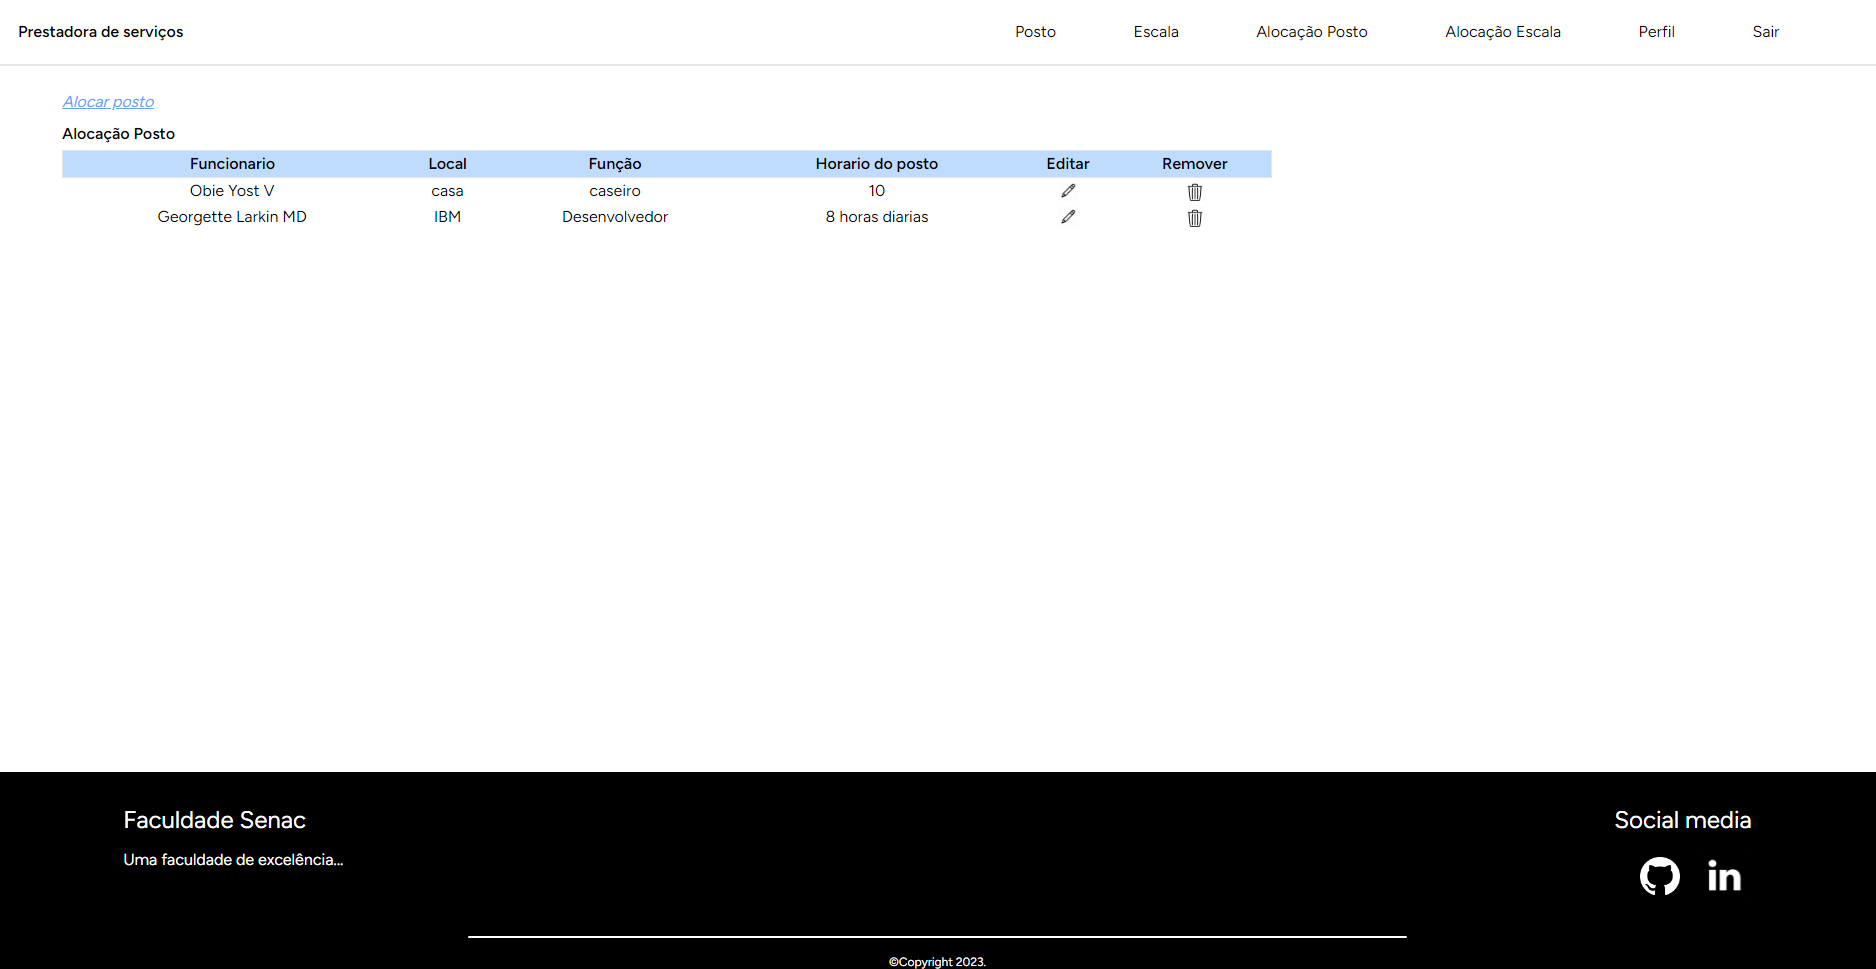 Prestadora de serviços Posto Escala Alocação Posto Alocação Escala Perfil Sair
Alocar posto
Alocação Posto
Funcionario Local Função Horario do posto Editar Remover
Obie Yost V casa caseiro 10
Georgette Larkin MD IBM Desenvolvedor 8 horas diarias
Faculdade Senac Social media
Uma faculdade de excelência...
in
©Copyright 2023.